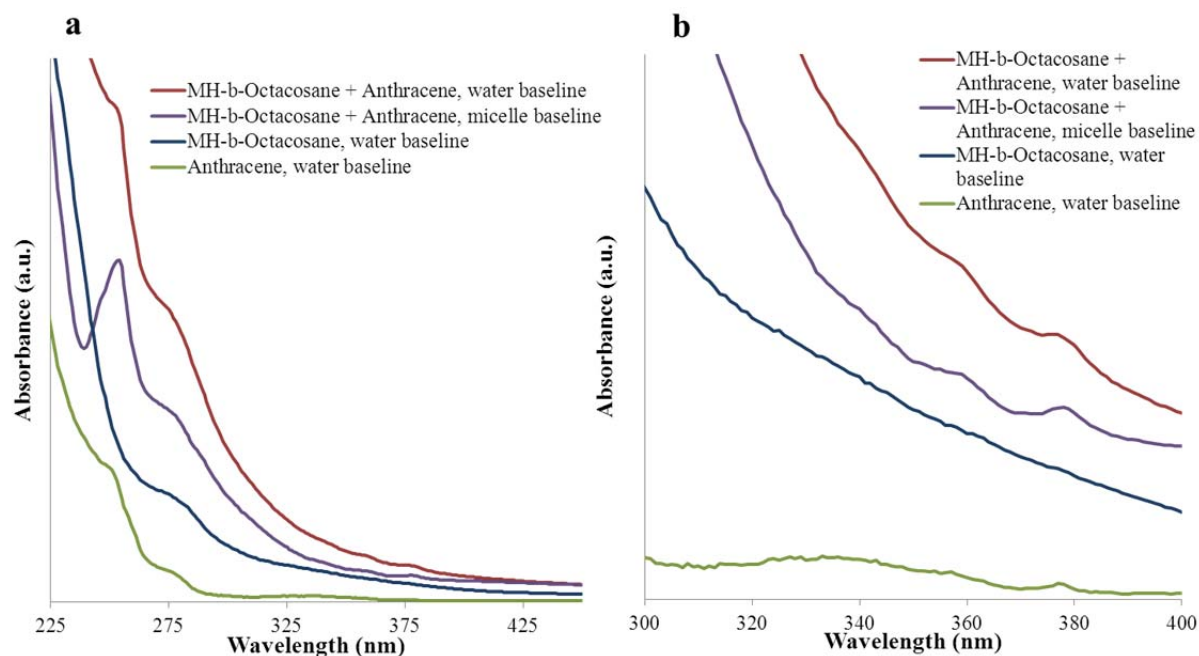 a
MH-b-Octacosane + Anthracene, water baseline
MH-b-Octacosane + Anthracene, micelle baseline
MH-b-Octacosane, water baseline
Anthracene, water baseline
Absorbance (a.u.)
225
275
325
375
425
Wavelength (nm)
b
MH-b-Octacosane +
Anthracene, water baseline
MH-b-Octacosane +
Anthracene, micelle baseline
MH-b-Octacosane, water
baseline
Anthracene, water baseline
Absorbance (a.u.)
300
320
340
360
380
400
Wavelength (nm)